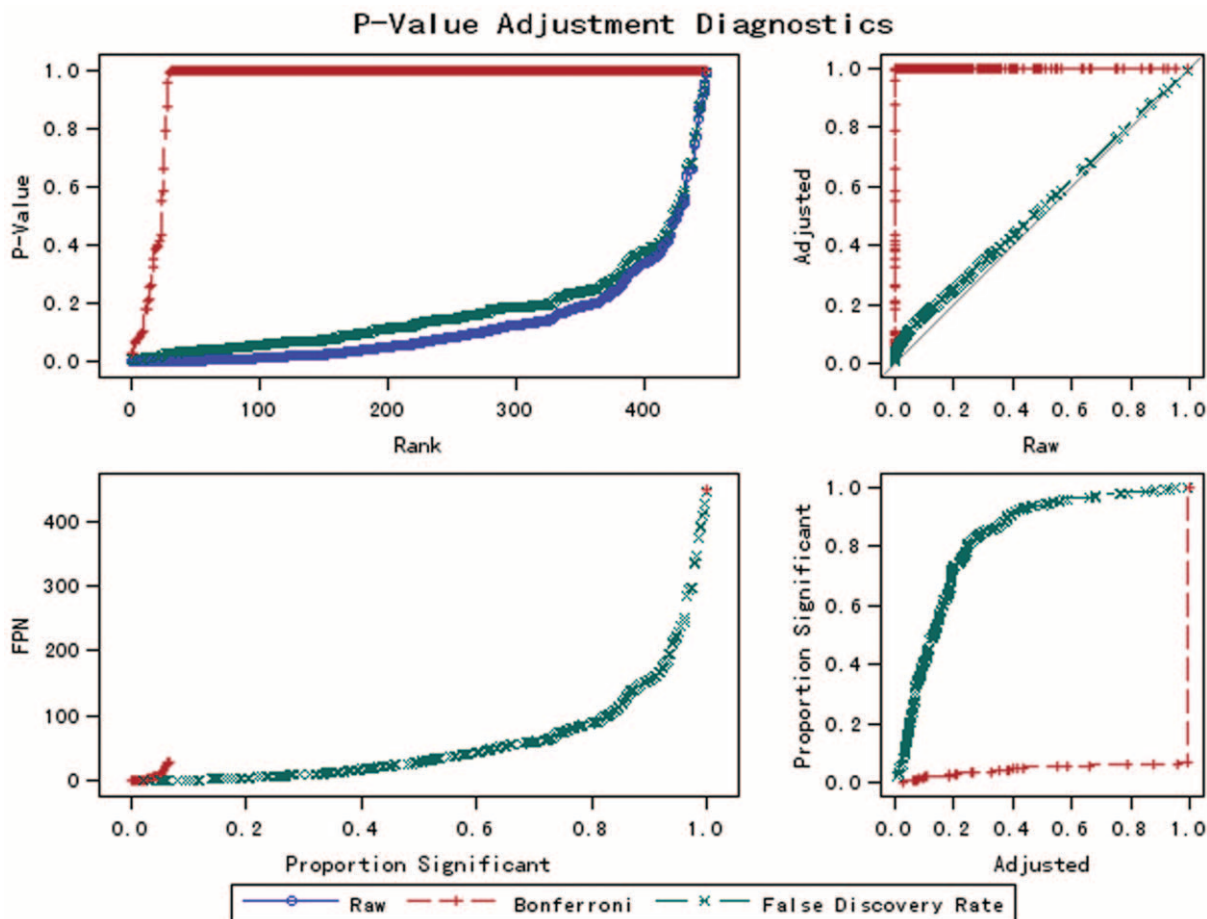 P-Value Adjustment Diagnostics
1.0
0.8
0.6
0.4
0.2
0.0
P-Value
0 100 200 300 400
Rank
1.0
0.8
0.6
0.4
0.2
0.0
Adjusted
0.0 0.2 0.4 0.6 0.8 1.0
Raw
400
300
200
100
0
FPN
0.0 0.2 0.4 0.6 0.8 1.0
Proportion Significant
1.0
0.8
0.6
0.4
0.2
0.0
Proportion Significant
0.0 0.2 0.4 0.6 0.8 1.0
Adjusted
Raw Bonferroni False Discovery Rate